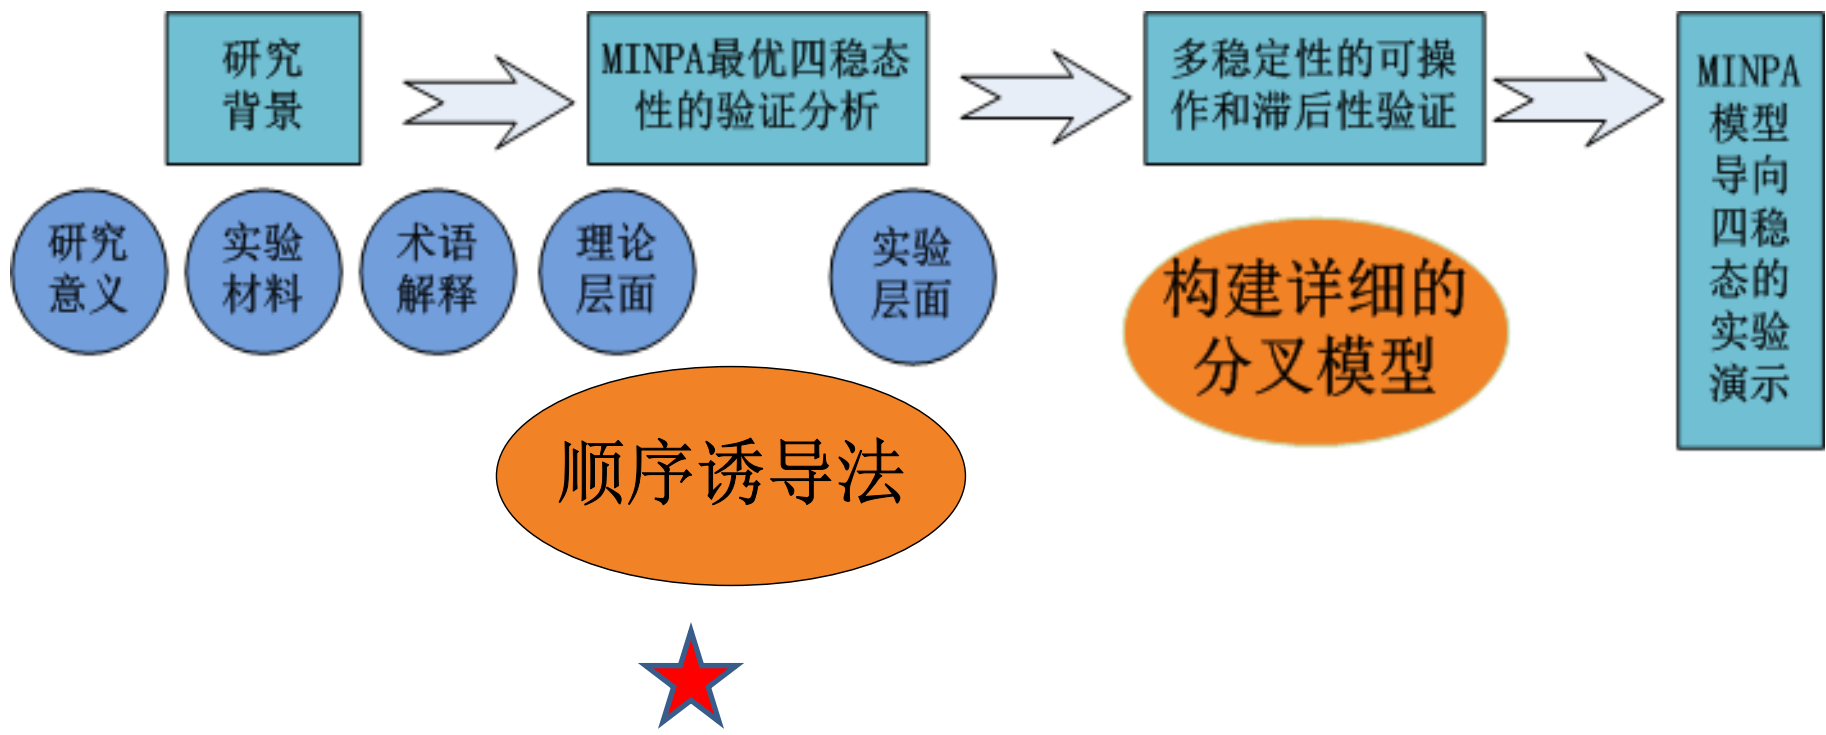 研究
背景
MINPA最优四稳态
性的验证分析
多稳定性的可操
作和滞后性验证
MINPA
模型
导向
四稳
态的
实验
演示
研究
意义
实验
材料
术语
解释
理论
层面
实验
层面
构建详细的
分叉模型
顺序诱导法